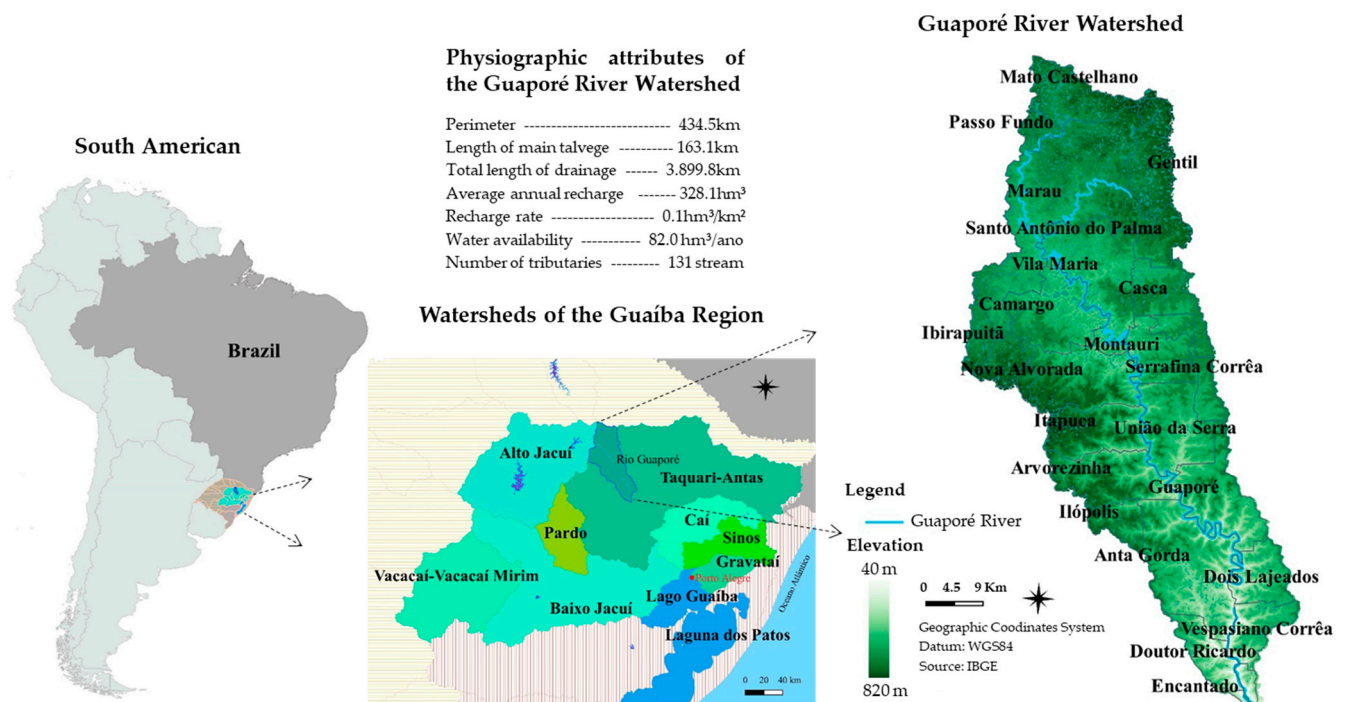 South American
Brazil
Physiographic attributes of
the Guaporé River Watershed
Perimeter --------------------------- 434.5km
Length of main talvege ---------- 163.1km
Total length of drainage ------ 3.899.8km
Average annual recharge ------- 328.1hm³
Recharge rate ------------------- 0.1hm³/km²
Water availability ----------- 82.0 hm³/ano
Number of tributaries --------- 131 stream
Watersheds of the Guaíba Region
Alto Jacuí
Rio Guaporé
Taquari-Antas
Pardo
Caí
Sinos
Gravataí
Vacacaí-Vacacaí Mirim
Porto Alegre
Lago Guaíba
Baixo Jacuí
Laguna dos Patos
Oceano Atlântico
0 20 40 km
Guaporé River Watershed
Mato Castelhano
Passo Fundo
Gentil
Marau
Santo Antônio do Palma
Vila Maria
Casca
Camargo
Ibirapuitã
Montauri
Nova Alvorada
Serrafina Corrêa
Itapuca
União da Serra
Arvorezinha
Guaporé
Ilópolis
Anta Gorda
Dois Lajeados
Vespasiano Corrêa
Doutor Ricardo
Encantado
Legend
Guaporé River
Elevation
40 m
820 m
0 4.5 9 Km
Geographic Coodinates System
Datum: WGS84
Source: IBGE